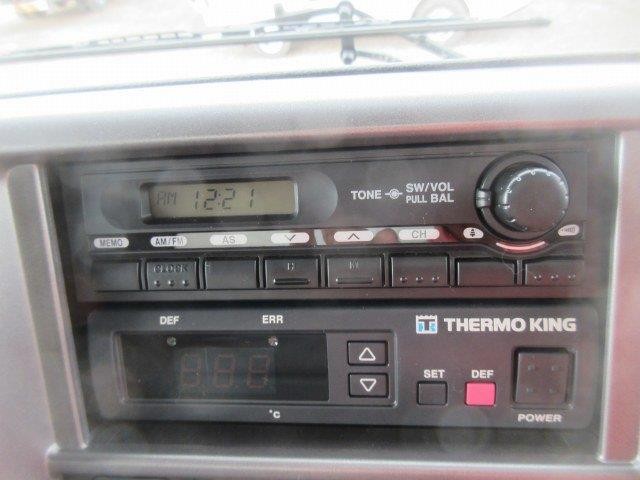 AM 12:21
TONE SW/VOL
PULL BAL
MEMO AM/FM AS CH
CLOCK H M
DEF ERR
THERMO KING
SET DEF
°C
POWER